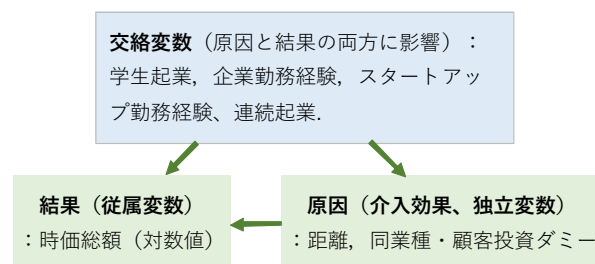 交絡変数（原因と結果の両方に影響）：
学生起業，企業勤務経験，スタートアッ
プ勤務経験、連続起業.
結果（従属変数）
：時価総額（対数値）
原因（介入効果、独立変数）
：距離，同業種・顧客投資ダミー